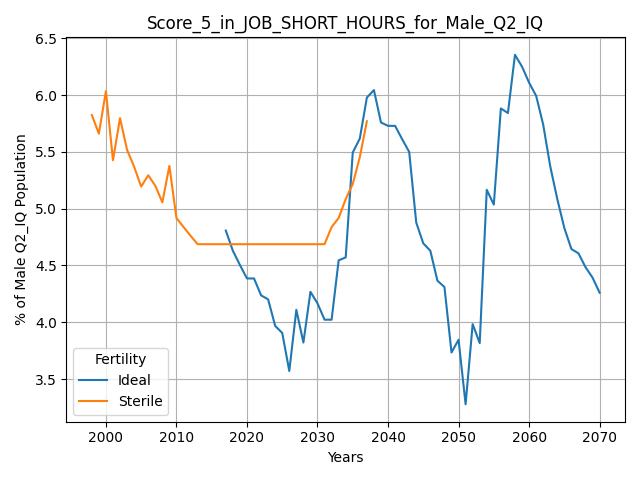 Score_5_in_JOB_SHORT_HOURS_for_Male_Q2_IQ
% of Male Q2_IQ Population
6.5
6.0
5.5
5.0
4.5
4.0
3.5
Fertility
Ideal
Sterile
2000 2010 2020 2030 2040 2050 2060 2070
Years